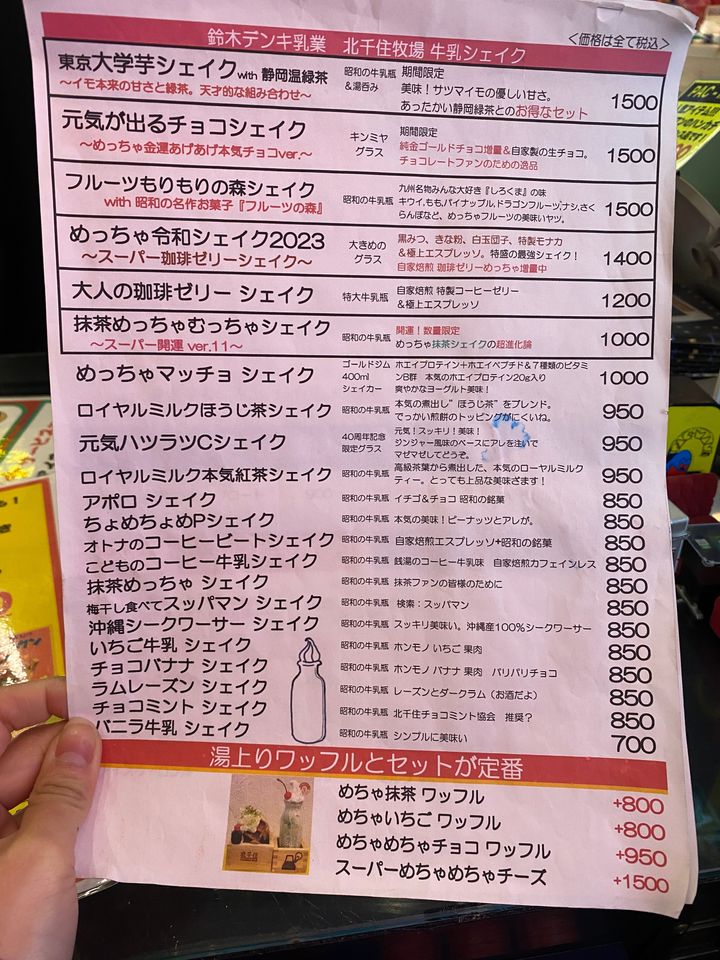 鈴木デンキ乳業 北千住牧場 牛乳シェイク
<価格は全て税込>
東京大学芋シェイクwith 静岡温緑茶 昭和の牛乳瓶 期間限定
～イモ本来の甘さと緑茶。天才的な組み合わせ～ &湯呑み 美味！サツマイモの優しい甘さ。 1500
あったかい静岡緑茶とのお得なセット
元気が出るチョコシェイク キンミヤ 期間限定
～めっちゃ金運あげあげ本気チョコver.～ グラス 純金ゴールドチョコ増量&自家製の生チョコ。 1500
チョコレートファンのための逸品
フルーツもりもりの森シェイク 昭和の牛乳瓶 九州名物みんな大好き『しろくま』の味
with 昭和の名作お菓子『フルーツの森』 キウイ,もも,パイナップル,ドラゴンフルーツ,ナシ,さく 1500
らんぼなど、めっちゃフルーツの美味いヤツ。
めっちゃ令和シェイク2023 大きめの 黒みつ、きな粉、白玉団子、特製モナカ
～スーパー珈琲ゼリーシェイク～ グラス &極上エスプレッソ。特盛の最強シェイク！ 1400
自家焙煎 珈琲ゼリーめっちゃ増量中
大人の珈琲ゼリー シェイク 特大牛乳瓶 自家焙煎 特製コーヒーゼリー 1200
&極上エスプレッソ
抹茶めっちゃむっちゃシェイク 昭和の牛乳瓶 開運！数量限定 1000
～スーパー開運 ver.11～ めっちゃ抹茶シェイクの超進化論
めっちゃマッチョ シェイク ゴールドジム ホエイプロテイン+ホエイペプチド&7種類のビタミ 1000
400ml ンB群 本気のホエイプロテイン20g入り
シェイカー 爽やかなヨーグルト美味！
ロイヤルミルクほうじ茶シェイク 昭和の牛乳瓶 本気の煮出し"ほうじ茶"をブレンド。 950
でっかい煎餅のトッピングがにくいね。
元気ハツラツCシェイク 40周年記念 元気！スッキリ！美味！ 950
限定グラス ジンジャー風味のベースにアレを注いで
マゼマゼしてどうぞ。
ロイヤルミルク本気紅茶シェイク 昭和の牛乳瓶 高級茶葉から煮出した、本気のローヤルミルク 950
ティー。とっても上品な美味ざます！
アポロ シェイク 昭和の牛乳瓶 イチゴ&チョコ 昭和の銘菓 850
ちょめちょめPシェイク 昭和の牛乳瓶 本気の美味！ピーナッツとアレが。 850
オトナのコーヒービートシェイク 昭和の牛乳瓶 自家焙煎エスプレッソ+昭和の銘菓 850
こどものコーヒー牛乳シェイク 昭和の牛乳瓶 銭湯のコーヒー牛乳味 自家焙煎カフェインレス 850
抹茶めっちゃ シェイク 昭和の牛乳瓶 抹茶ファンの皆様のために 850
梅干し食べてスッパマン シェイク 昭和の牛乳瓶 検索：スッパマン 850
沖縄シークワーサー シェイク 昭和の牛乳瓶 スッキリ美味い。沖縄産100%シークワーサー 850
いちご牛乳 シェイク 昭和の牛乳瓶 ホンモノ いちご 果肉 850
チョコバナナ シェイク 昭和の牛乳瓶 ホンモノ バナナ 果肉 パリパリチョコ 850
ラムレーズン シェイク 昭和の牛乳瓶 レーズンとダークラム（お酒だよ） 850
チョコミント シェイク 昭和の牛乳瓶 北千住チョコミント協会 推奨？ 850
バニラ牛乳 シェイク 昭和の牛乳瓶 シンプルに美味い 700
湯上りワッフルとセットが定番
めちゃ抹茶 ワッフル +800
めちゃいちご ワッフル +800
めちゃめちゃチョコ ワッフル +950
スーパーめちゃめちゃチーズ +1500